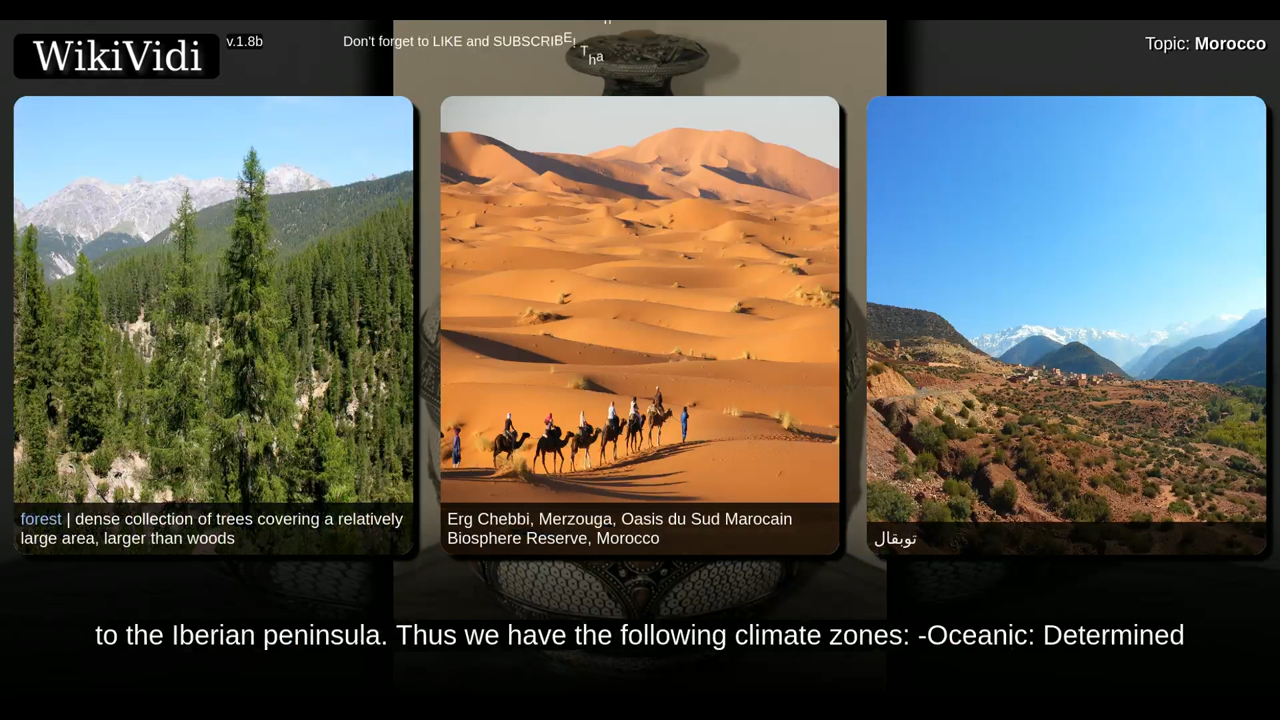 WikiVidi
v.1.8b
Don't forget to LIKE and SUBSCRIBE! Tha
Topic: Morocco
forest | dense collection of trees covering a relatively
large area, larger than woods
Erg Chebbi, Merzouga, Oasis du Sud Marocain
Biosphere Reserve, Morocco
توبقال
to the Iberian peninsula. Thus we have the following climate zones: -Oceanic: Determined